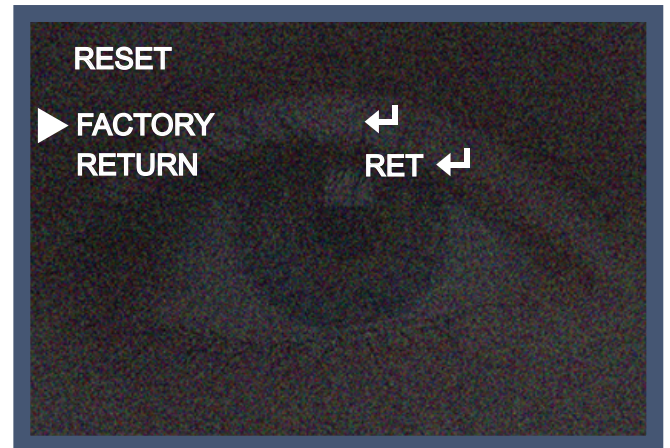 RESET
FACTORY ↵
RETURN RET ↵